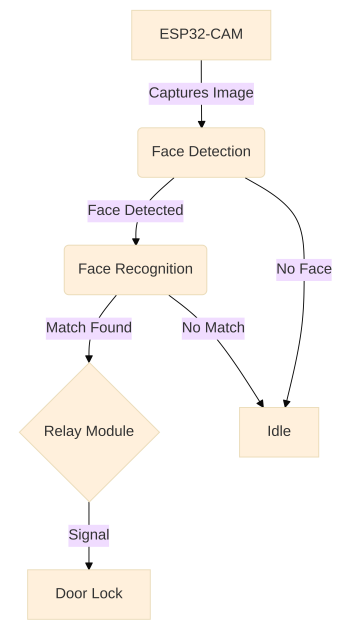 ESP32-CAM
Captures Image
Face Detection
Face Detected
No Face
Face Recognition
Match Found
No Match
Relay Module
Idle
Signal
Door Lock